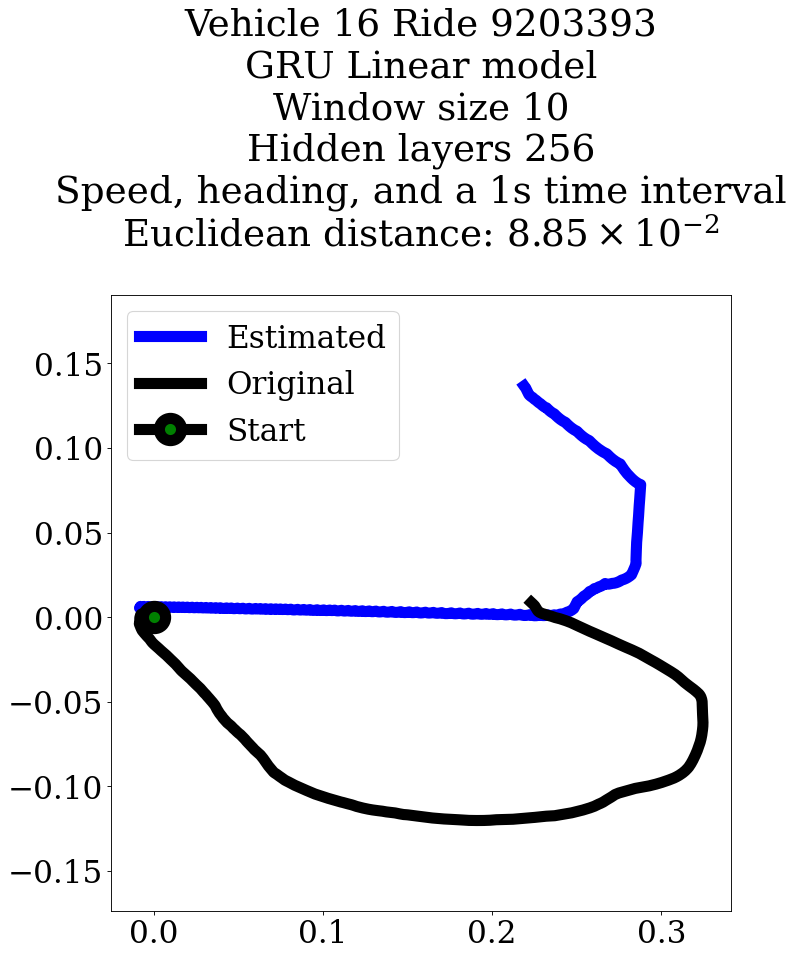 Vehicle 16 Ride 9203393
GRU Linear model
Window size 10
Hidden layers 256
Speed, heading, and a 1s time interval
Euclidean distance: 8.85 × 10⁻²
Estimated
Original
Start
0.15
0.10
0.05
0.00
−0.05
−0.10
−0.15
0.0 0.1 0.2 0.3